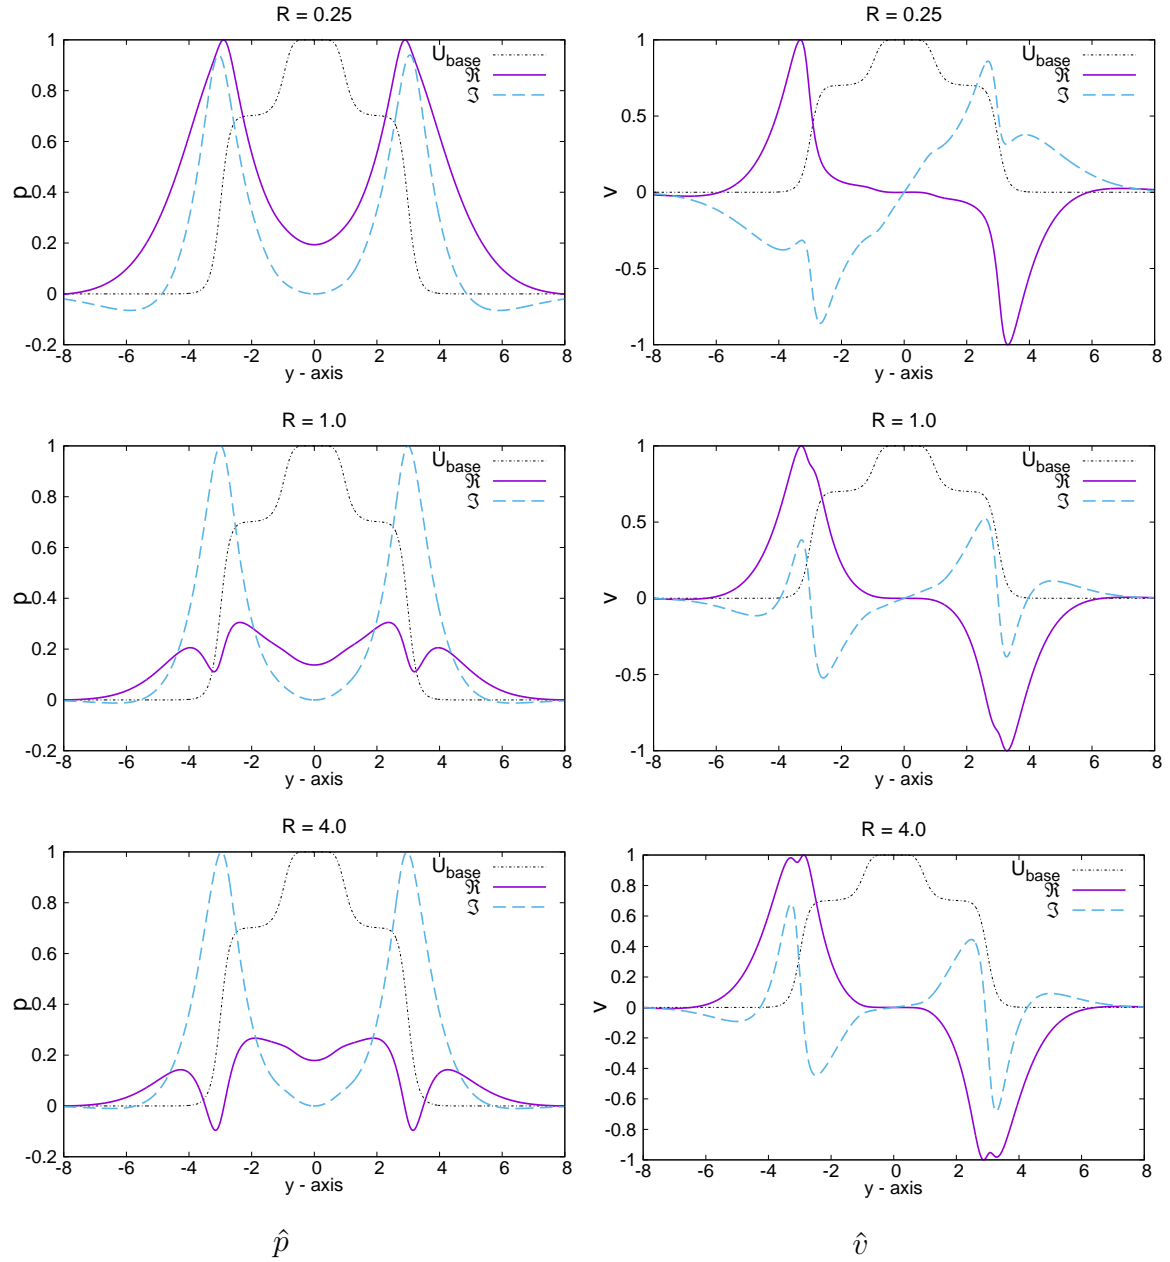 R = 0.25
1
0.8
0.6
0.4
0.2
0
-0.2
-8 -6 -4 -2 0 2 4 6 8
p
y - axis
U_base
ℜ
ℑ
R = 0.25
1
0.5
0
-0.5
-1
-8 -6 -4 -2 0 2 4 6 8
v
y - axis
U_base
ℜ
ℑ
R = 1.0
1
0.8
0.6
0.4
0.2
0
-0.2
-8 -6 -4 -2 0 2 4 6 8
p
y - axis
U_base
ℜ
ℑ
R = 1.0
1
0.5
0
-0.5
-1
-8 -6 -4 -2 0 2 4 6 8
v
y - axis
U_base
ℜ
ℑ
R = 4.0
1
0.8
0.6
0.4
0.2
0
-0.2
-8 -6 -4 -2 0 2 4 6 8
p
y - axis
U_base
ℜ
ℑ
R = 4.0
1
0.8
0.6
0.4
0.2
0
-0.2
-0.4
-0.6
-0.8
-1
-8 -6 -4 -2 0 2 4 6 8
v
y - axis
U_base
ℜ
ℑ
p̂
v̂